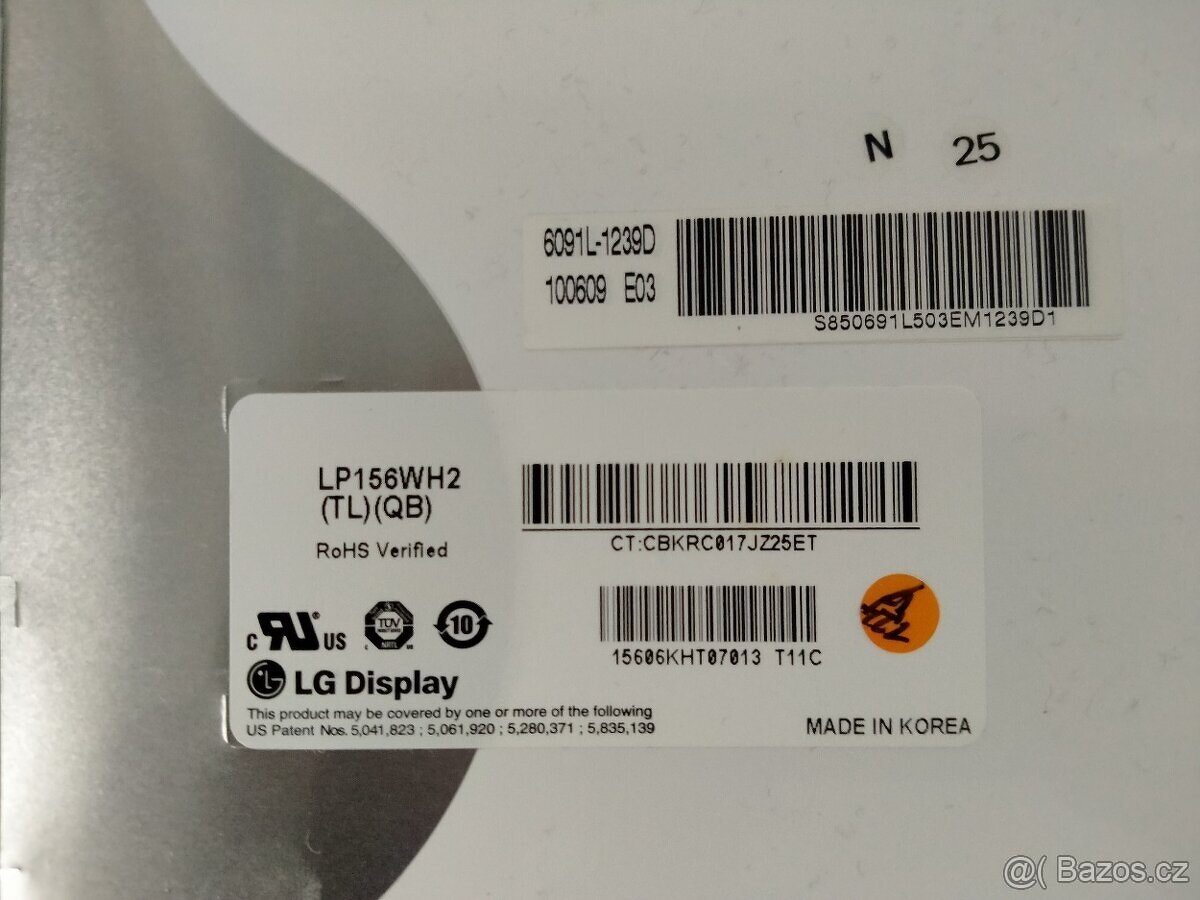 N 25
6091L-1239D
100609 E03
S850691L503EM1239D1
LP156WH2
(TL)(QB)
RoHS Verified
CT:CBKRC017JZ25ET
15606KHT07013 T11C
c RU ® US
TÜV
10
LG Display
This product may be covered by one or more of the following
US Patent Nos. 5,041,823 ; 5,061,920 ; 5,280,371 ; 5,835,139
MADE IN KOREA
@( Bazos.cz